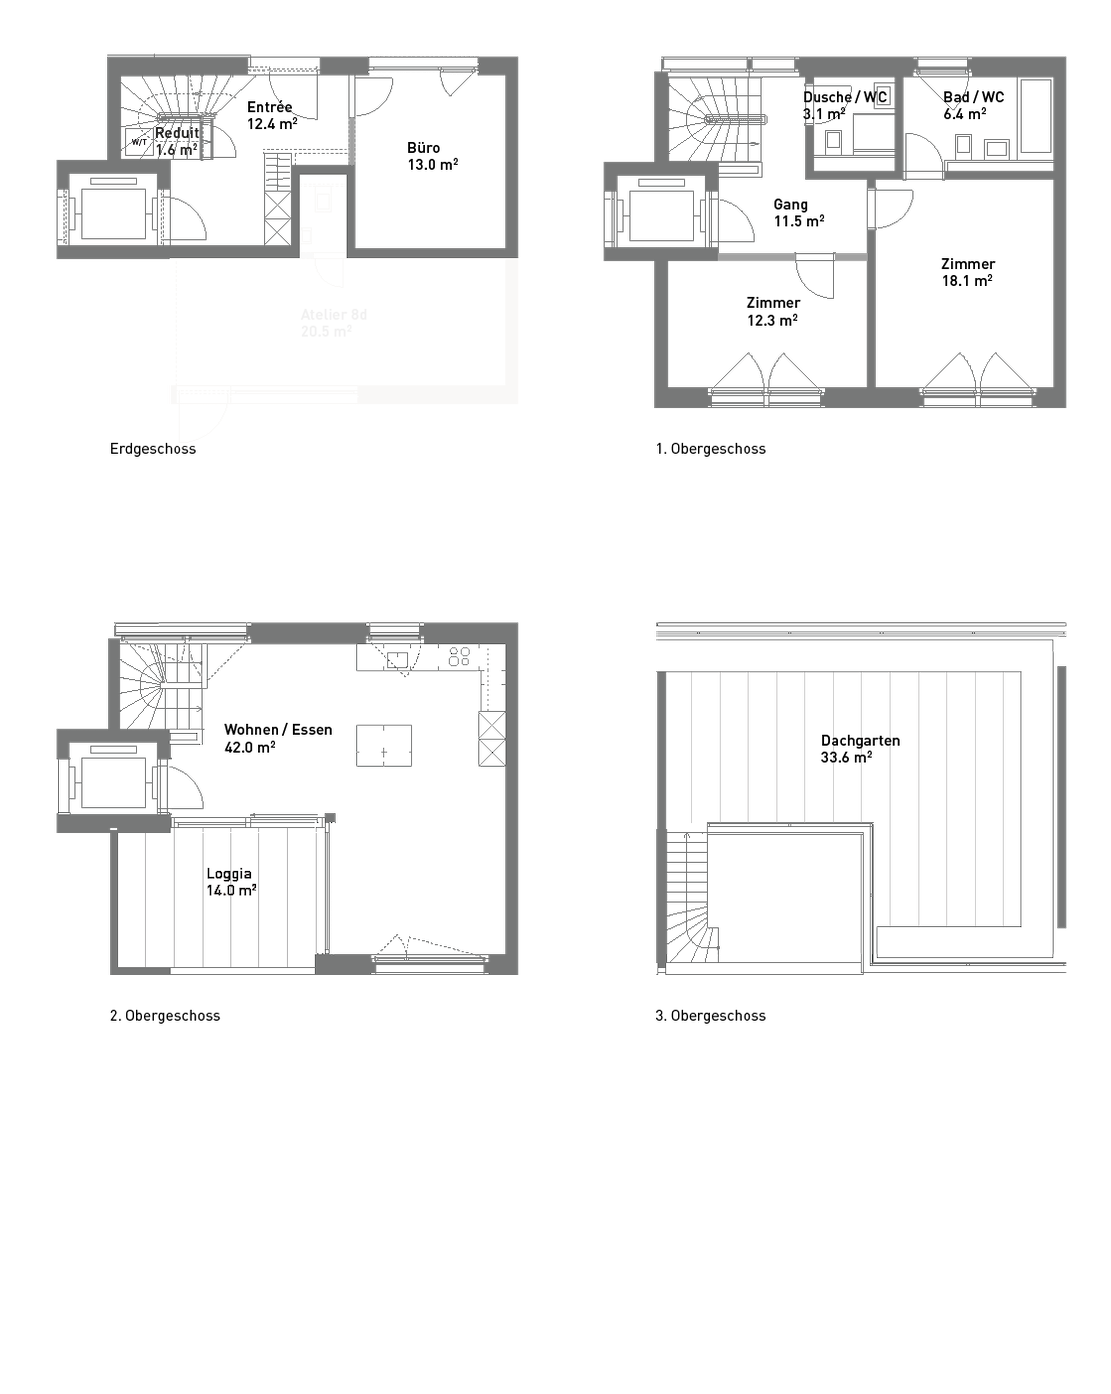 Entrée
12.4 m²
Reduit
1.6 m²
W/T
Büro
13.0 m²
Atelier 8d
20.5 m²
Erdgeschoss
Dusche / WC
3.1 m²
Bad / WC
6.4 m²
Gang
11.5 m²
Zimmer
18.1 m²
Zimmer
12.3 m²
1. Obergeschoss
Wohnen / Essen
42.0 m²
Loggia
14.0 m²
2. Obergeschoss
Dachgarten
33.6 m²
3. Obergeschoss